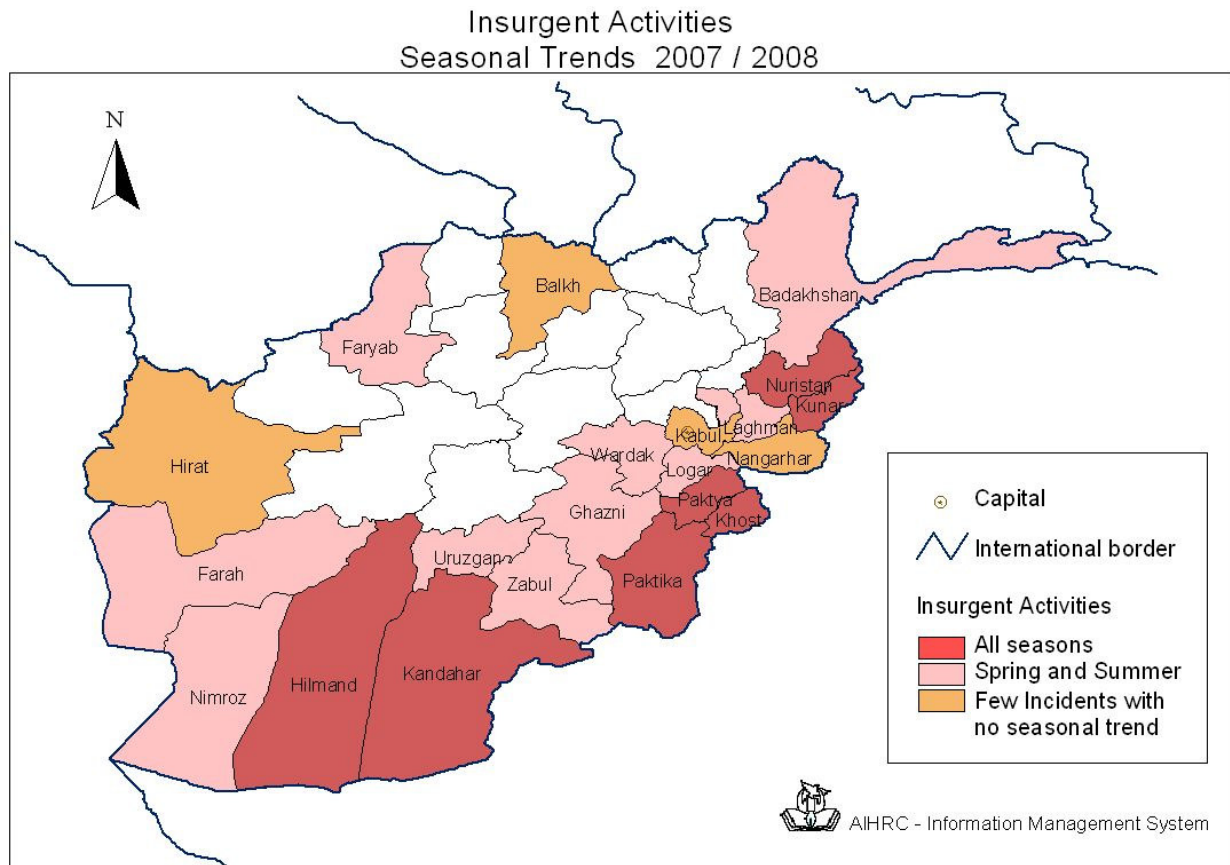 Insurgent Activities
Seasonal Trends 2007 / 2008
N
Balkh
Badakhshan
Faryab
Nuristan
Kunar
Laghman
Kabul
Nangarhar
Hirat
Wardak
Logar
Paktya
Khost
Ghazni
Uruzgan
Zabul
Paktika
Farah
Kandahar
Hilmand
Nimroz
Capital
International border
Insurgent Activities
All seasons
Spring and Summer
Few Incidents with
no seasonal trend
AIHRC - Information Management System